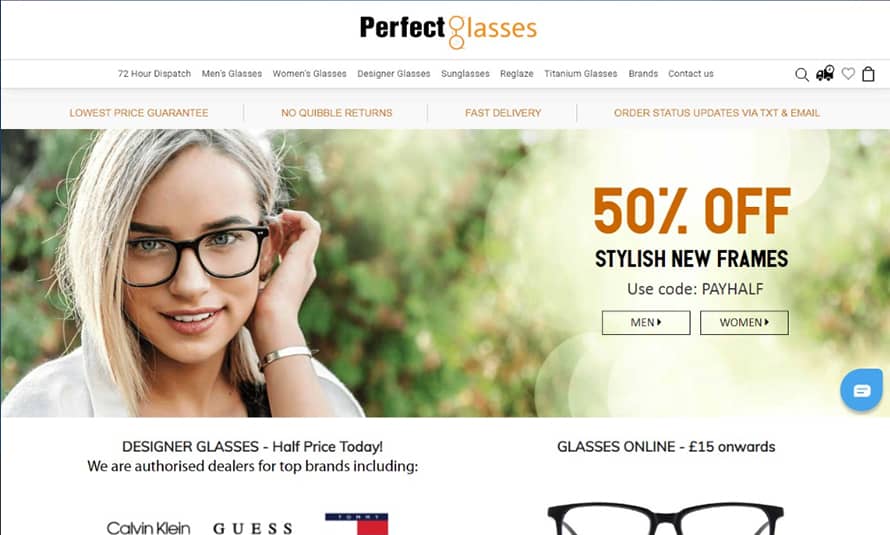 Perfect glasses
72 Hour Dispatch Men's Glasses Women's Glasses Designer Glasses Sunglasses Reglaze Titanium Glasses Brands Contact us
LOWEST PRICE GUARANTEE NO QUIBBLE RETURNS FAST DELIVERY ORDER STATUS UPDATES VIA TXT & EMAIL
50% OFF
STYLISH NEW FRAMES
Use code: PAYHALF
MEN WOMEN
DESIGNER GLASSES - Half Price Today! GLASSES ONLINE - £15 onwards
We are authorised dealers for top brands including:
Calvin Klein GUESS TOMMY